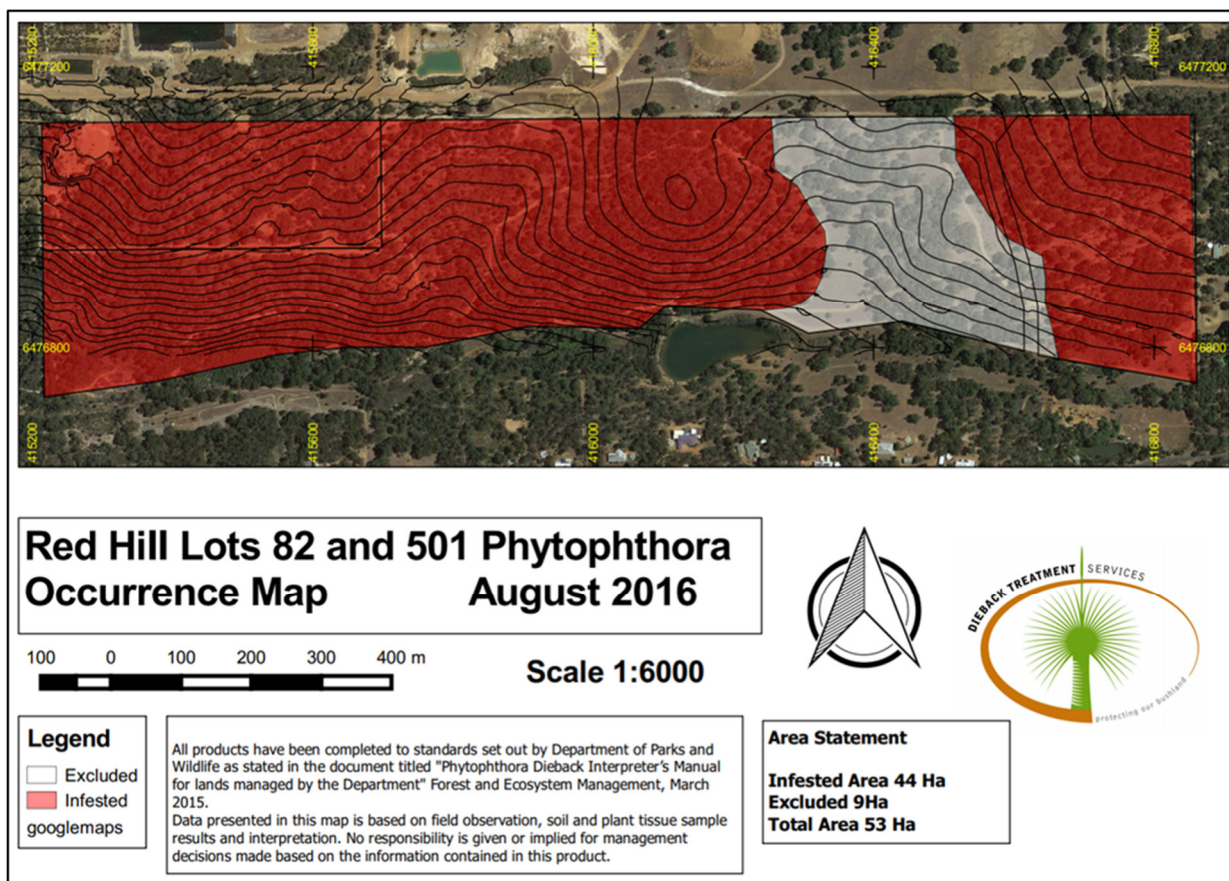 415200
415600
416000
416400
416800
6477200
6477200
6476800
6476800
415200
415600
416000
416400
416800
Red Hill Lots 82 and 501 Phytophthora
Occurrence Map August 2016
100 0 100 200 300 400 m
Scale 1:6000
DIEBACK TREATMENT SERVICES
protecting our bushland
Legend
Excluded
Infested
googlemaps
All products have been completed to standards set out by Department of Parks and
Wildlife as stated in the document titled "Phytophthora Dieback Interpreter's Manual
for lands managed by the Department" Forest and Ecosystem Management, March
2015.
Data presented in this map is based on field observation, soil and plant tissue sample
results and interpretation. No responsibility is given or implied for management
decisions made based on the information contained in this product.
Area Statement
Infested Area 44 Ha
Excluded 9Ha
Total Area 53 Ha